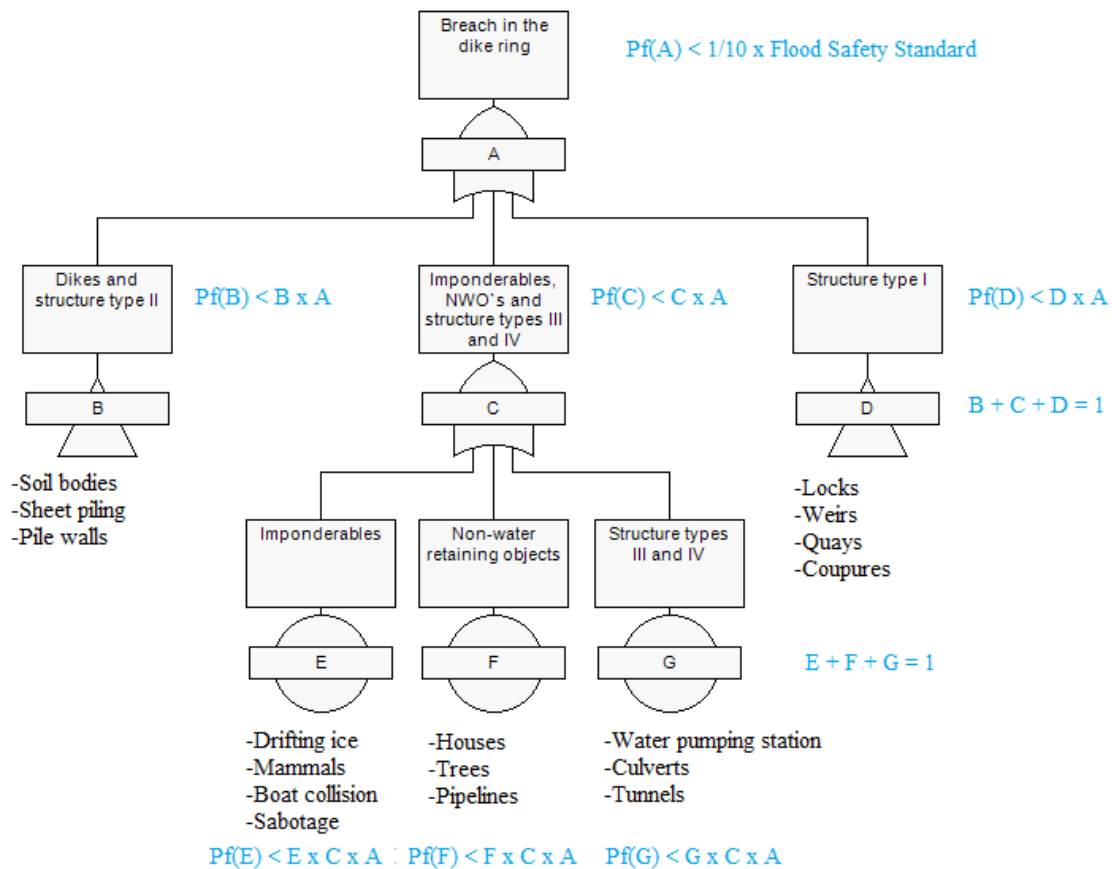 Breach in the
dike ring
Pf(A) < 1/10 x Flood Safety Standard
A
Dikes and
structure type II
Pf(B) < B x A
Imponderables,
NWO`s and
structure types III
and IV
Pf(C) < C x A
Structure type I
Pf(D) < D x A
B
C
D
B + C + D = 1
-Soil bodies
-Sheet piling
-Pile walls
-Locks
-Weirs
-Quays
-Coupures
Imponderables
Non-water
retaining objects
Structure types
III and IV
E
F
G
E + F + G = 1
-Drifting ice
-Mammals
-Boat collision
-Sabotage
-Houses
-Trees
-Pipelines
-Water pumping station
-Culverts
-Tunnels
Pf(E) < E x C x A
Pf(F) < F x C x A
Pf(G) < G x C x A